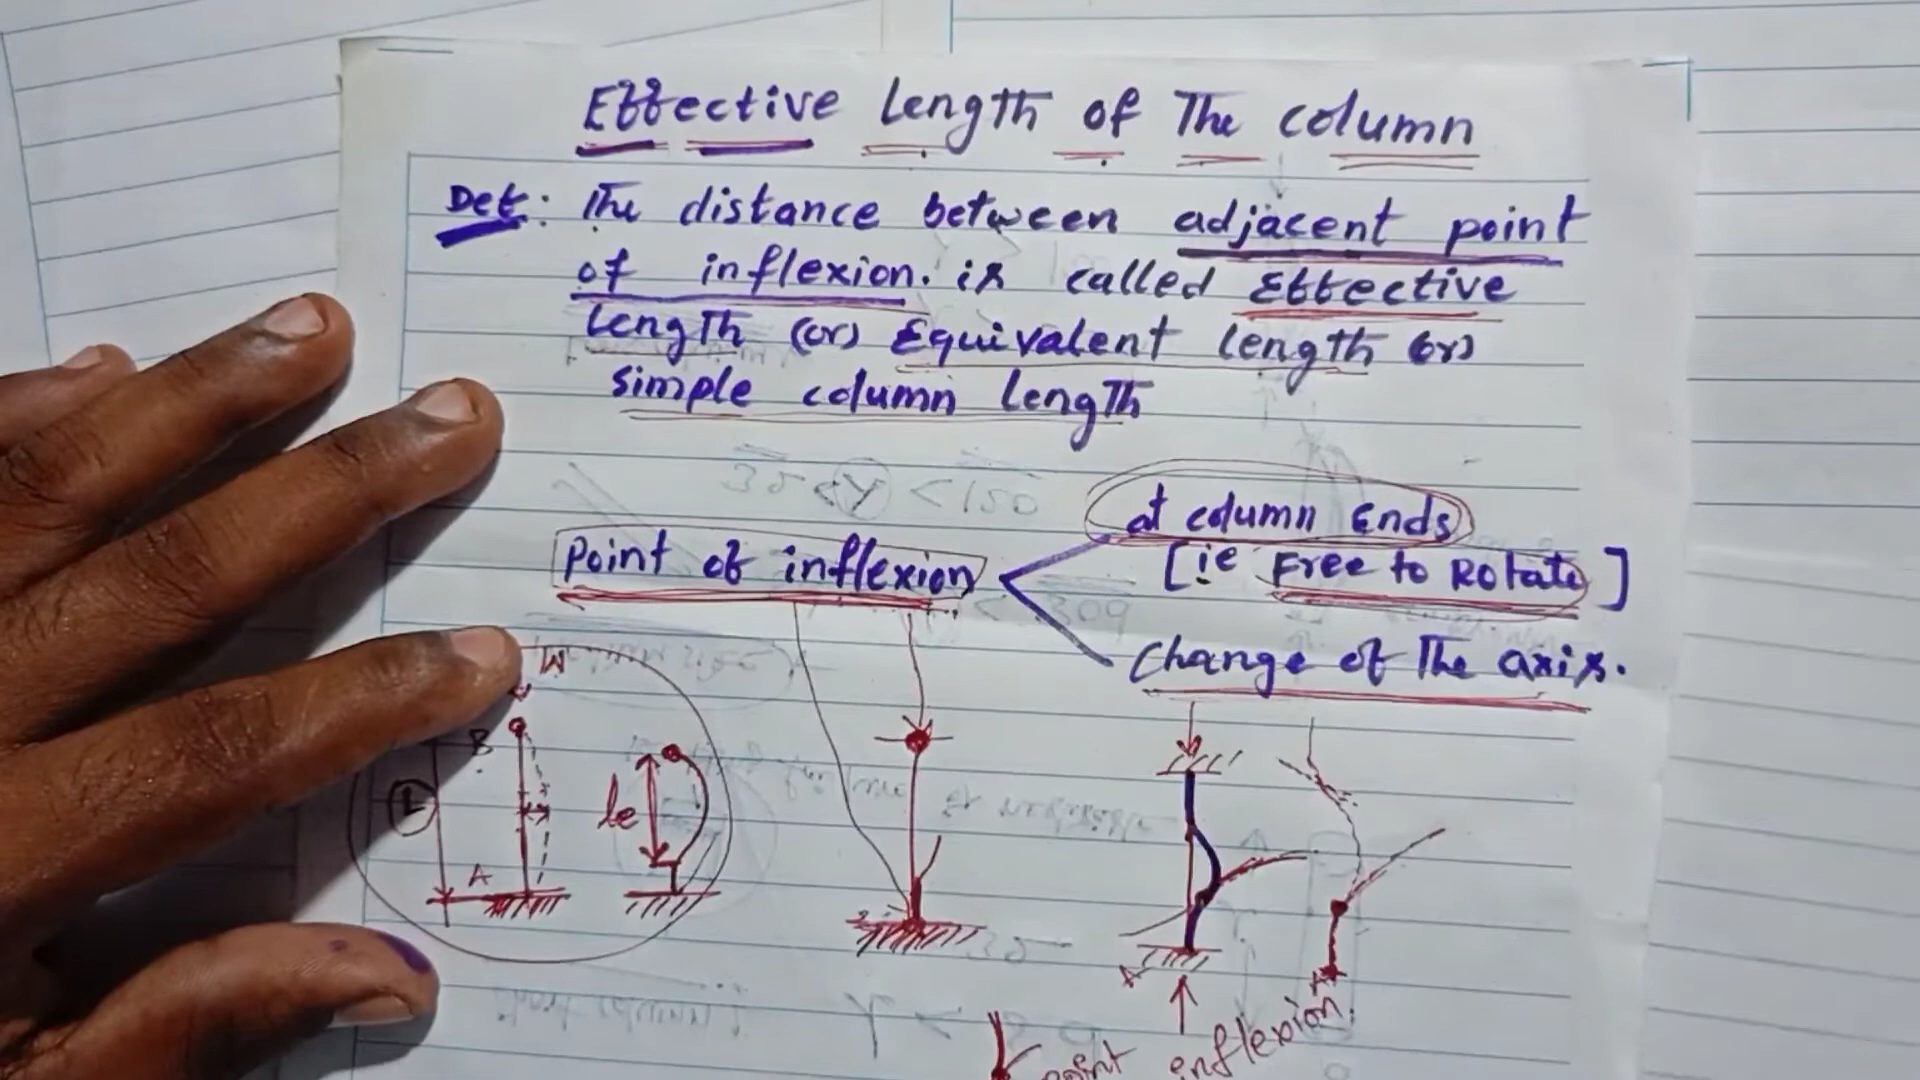 Effective Length of The column
Def: The distance between adjacent point
of inflexion. is called Effective
Length (or) Equivalent length (or)
simple column length
32 < λ < 120
at column Ends
Point of inflexion
[ie Free to Rotate]
Change of The axis.
W
B
L
le
A
A
A
point inflexion.